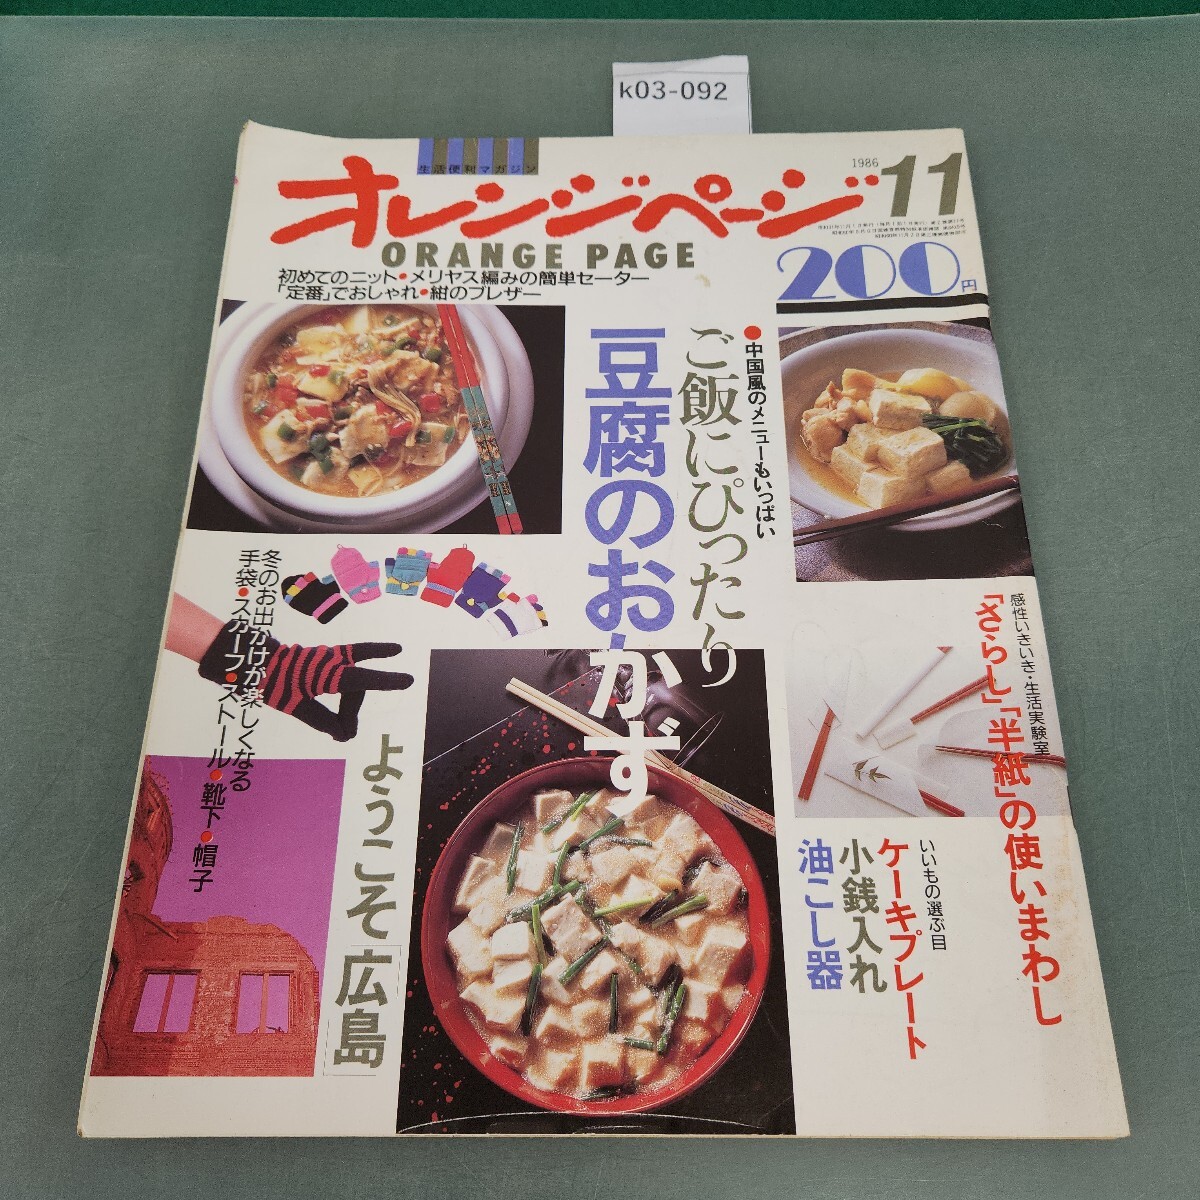 k03-092
生活便利マガジン
オレンジページ
ORANGE PAGE
1986
11
200円
初めてのニット●メリヤス編みの簡単セーター
「定番」でおしゃれ●紺のブレザー
●中国風のメニューもいっぱい
ご飯にぴったり
豆腐のおかず
感性いきいき・生活実験室
「さらし」「半紙」の使いまわし
冬のお出かけが楽しくなる
手袋●スカーフ●ストール●靴下●帽子
ようこそ「広島」
いいもの選ぶ目
ケーキプレート
小銭入れ
油こし器